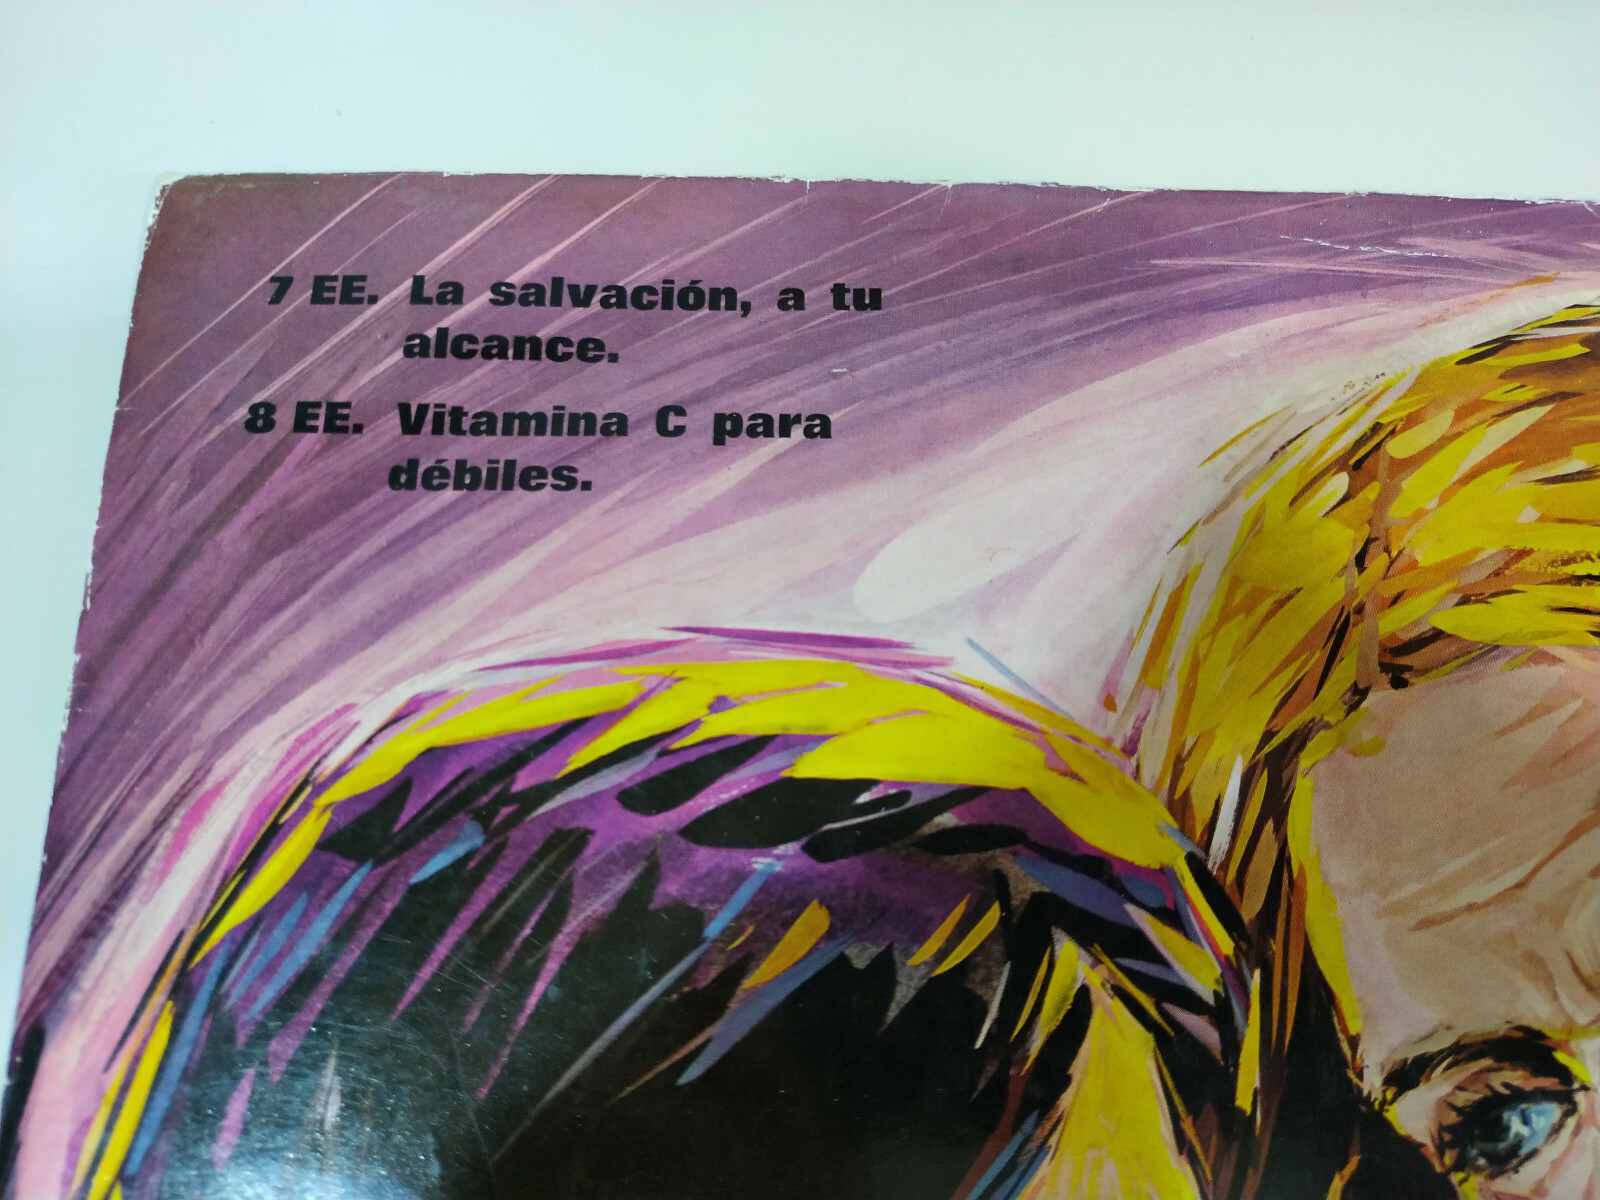 7 EE. La salvación, a tu
alcance.
8 EE. Vitamina C para
débiles.